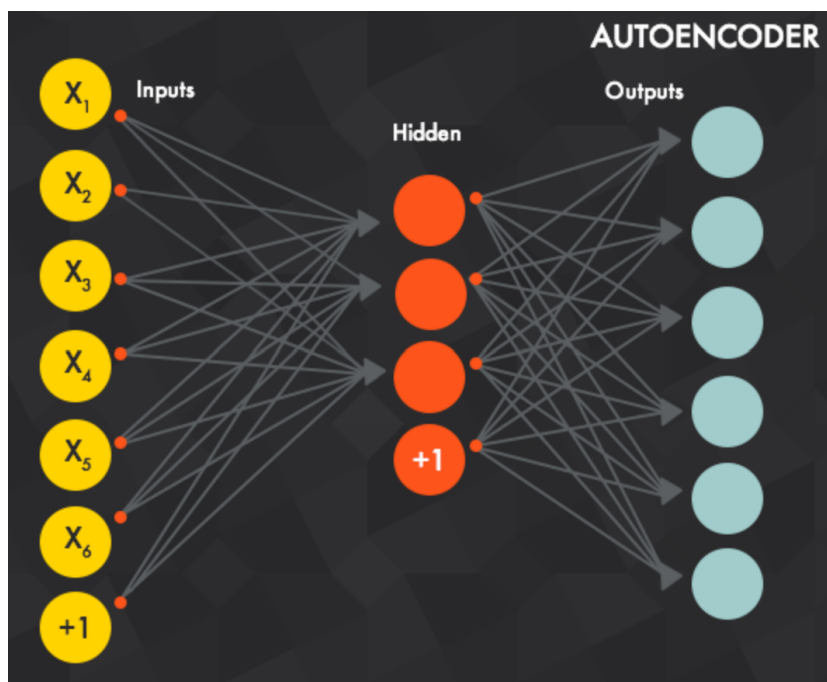 AUTOENCODER
Inputs
Hidden
Outputs
X₁
X₂
X₃
X₄
X₅
X₆
+1
+1